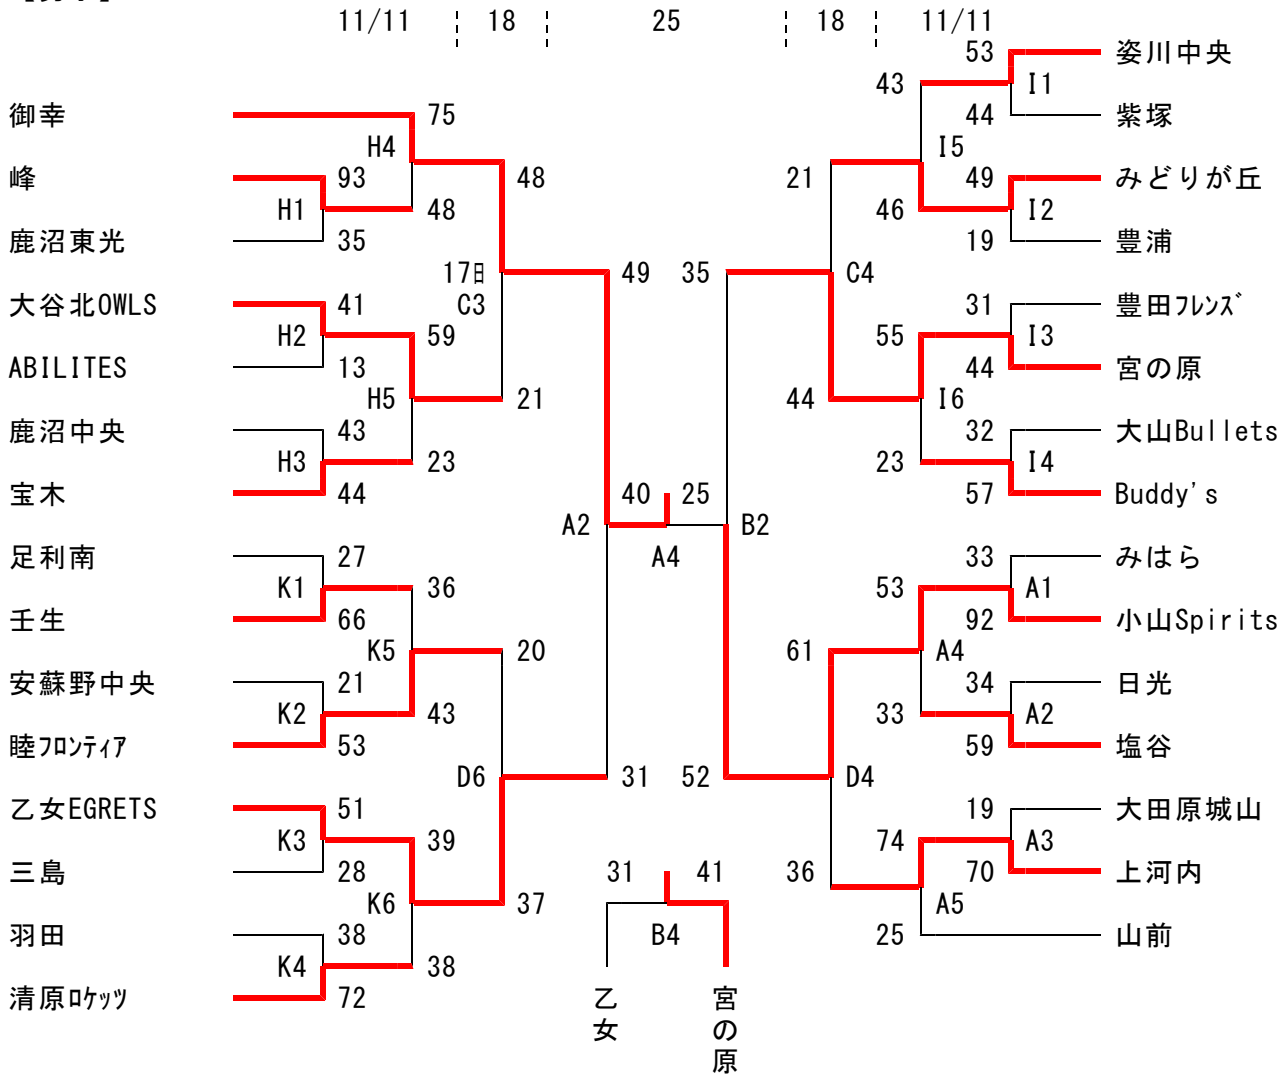 11/11 18 25 18 11/11
53 姿川中央
43 I1
御幸 75 44 紫塚
H4 I5
峰 93 48 21 49 みどりが丘
H1 48 46 I2
鹿沼東光 35 19 豊浦
17日 49 35 C4
大谷北OWLS 41 C3 31 豊田フレンズ
H2 59 55 I3
ABILITES 13 44 宮の原
H5 21 44 I6
鹿沼中央 43 32 大山Bullets
H3 23 23 I4
宝木 44 40 25 57 Buddy's
A2 B2
足利南 27 A4 33 みはら
K1 36 53 A1
壬生 66 92 小山Spirits
K5 20 61 A4
安蘇野中央 21 34 日光
K2 43 33 A2
睦フロンティア 53 59 塩谷
D6 31 52 D4
乙女EGRETS 51 19 大田原城山
K3 39 74 A3
三島 28 31 41 36 70 上河内
K6 37 A5
羽田 38 B4 25 山前
K4 38
清原ロケッツ 72
乙女
宮の原